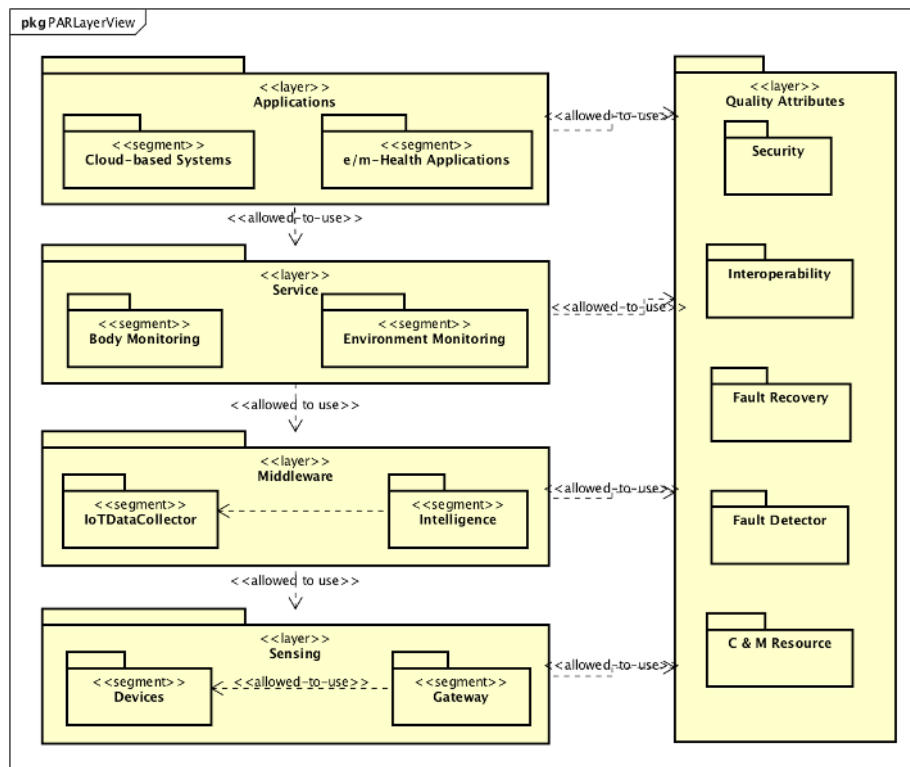 pkg PARLayerView
<<layer>>
Applications
<<segment>>
Cloud-based Systems
<<segment>>
e/m-Health Applications
<<allowed-to-use>>
<<allowed-to-use>>
<<layer>>
Service
<<segment>>
Body Monitoring
<<segment>>
Environment Monitoring
<<allowed-to-use>>
<<allowed to use>>
<<layer>>
Middleware
<<segment>>
IoTDataCollector
<<segment>>
Intelligence
<<allowed-to-use>>
<<allowed to use>>
<<layer>>
Sensing
<<segment>>
Devices
<<allowed-to-use>>
<<segment>>
Gateway
<<allowed-to-use>>
<<layer>>
Quality Attributes
Security
Interoperability
Fault Recovery
Fault Detector
C & M Resource